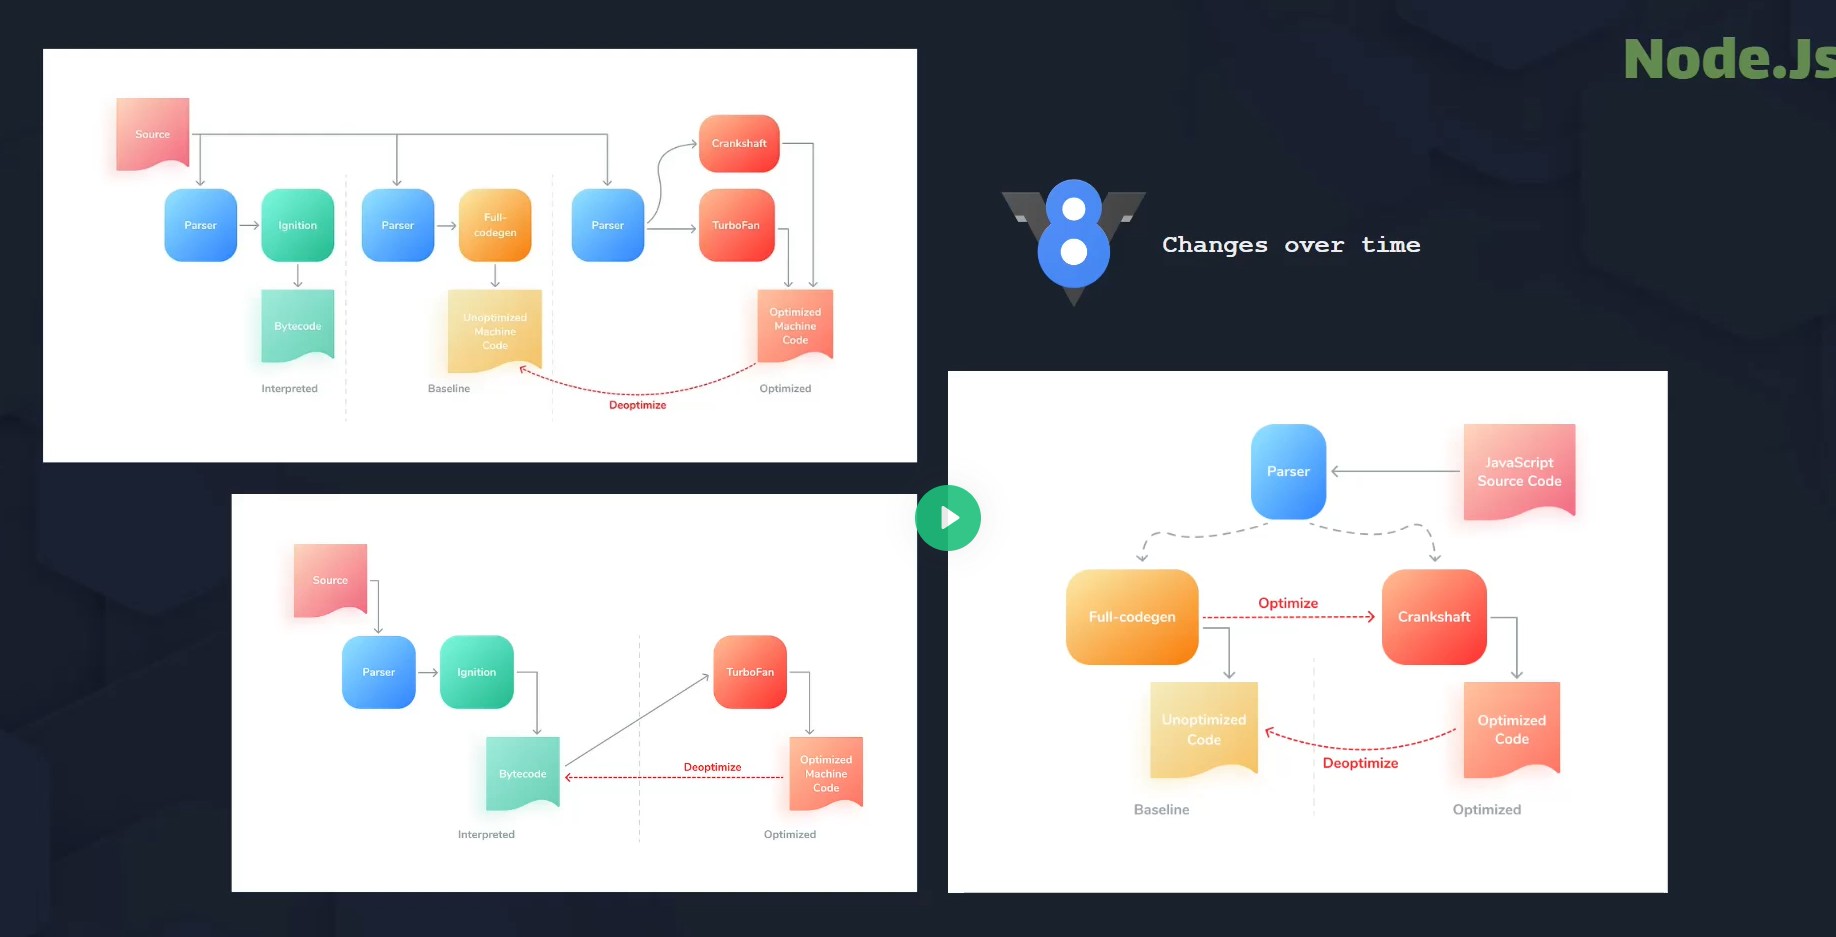 Node.Js
Source
Crankshaft
Parser
Ignition
Parser
Full-
codegen
Parser
TurboFan
Bytecode
Unoptimized
Machine
Code
Optimized
Machine
Code
Interpreted
Baseline
Optimized
Deoptimize
8
Changes over time
Source
Parser
Ignition
TurboFan
Bytecode
Deoptimize
Optimized
Machine
Code
Interpreted
Optimized
Parser
JavaScript
Source Code
Full-codegen
Optimize
Crankshaft
Unoptimized
Code
Optimized
Code
Deoptimize
Baseline
Optimized